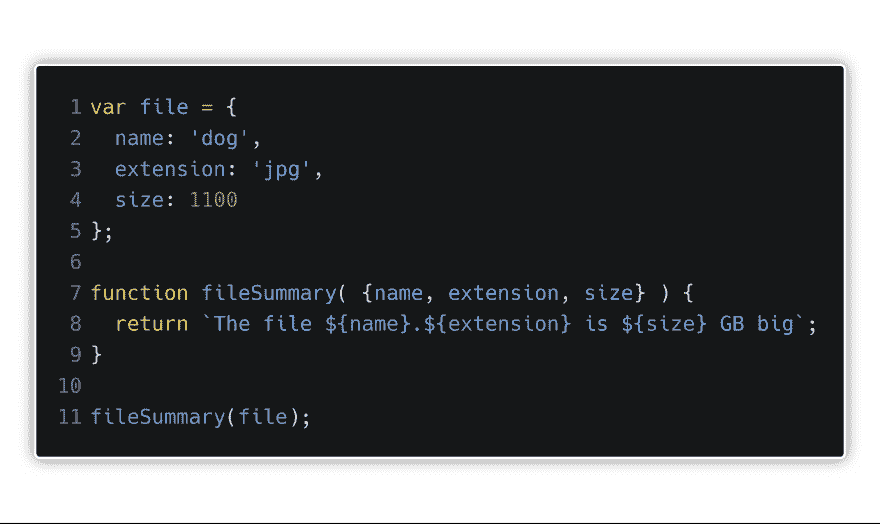 1 var file = {
2   name: 'dog',
3   extension: 'jpg',
4   size: 1100
5 };
6
7 function fileSummary( {name, extension, size} ) {
8   return `The file ${name}.${extension} is ${size} GB big`;
9 }
10
11 fileSummary(file);